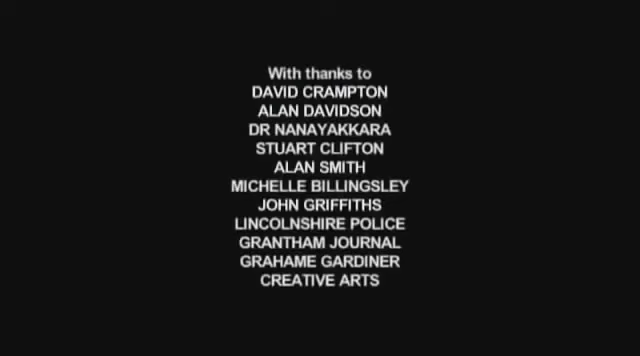 With thanks to
DAVID CRAMPTON
ALAN DAVIDSON
DR NANAYAKKARA
STUART CLIFTON
ALAN SMITH
MICHELLE BILLINGSLEY
JOHN GRIFFITHS
LINCOLNSHIRE POLICE
GRANTHAM JOURNAL
GRAHAME GARDINER
CREATIVE ARTS